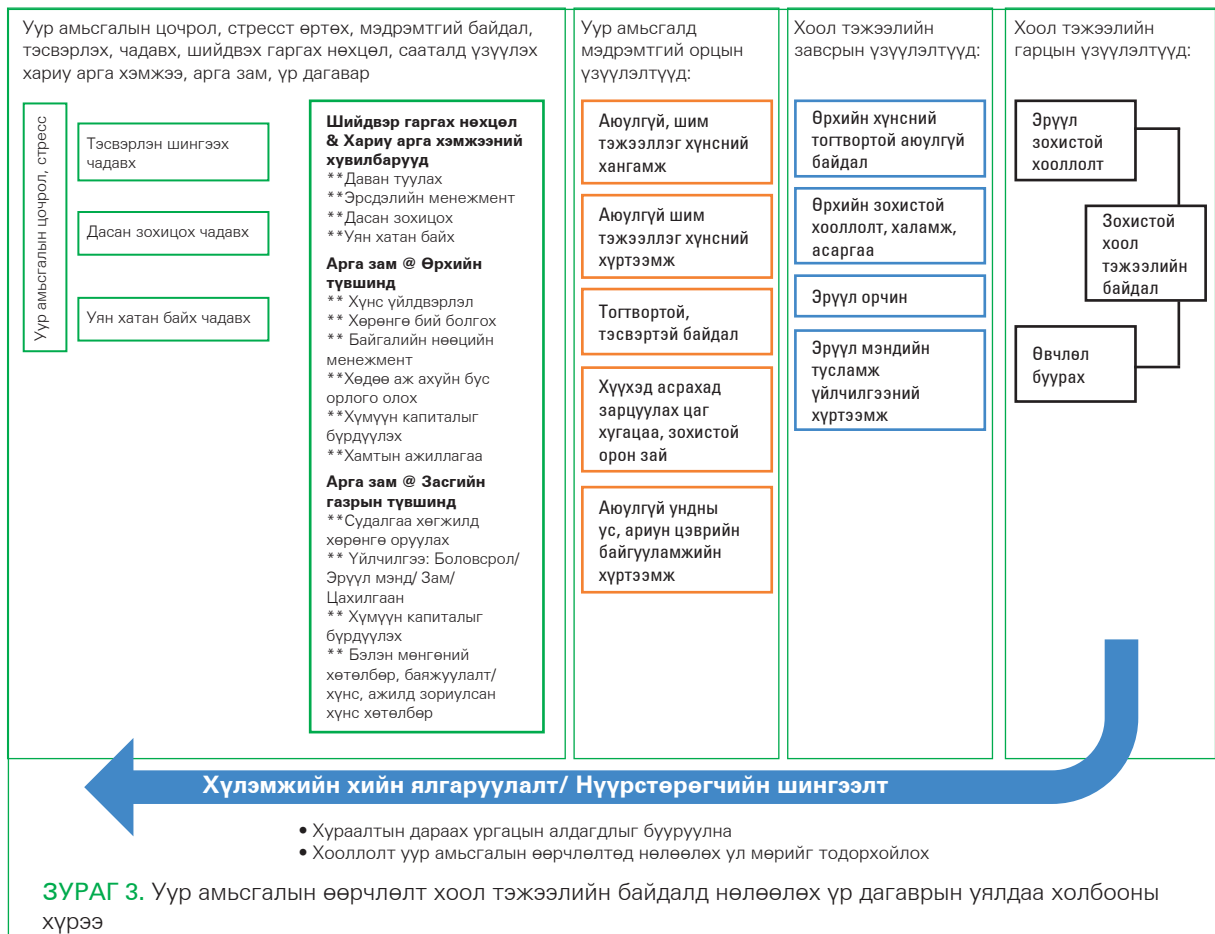 Уур амьсгалын цочрол, стресст өртөх, мэдрэмтгий байдал,
тэсвэрлэх, чадавх, шийдвэх гаргах нөхцөл, сааталд үзүүлэх
хариу арга хэмжээ, арга зам, үр дагавар
Уур амьсгалын цочрол, стресс
Тэсвэрлэн шингээх
чадавх
Дасан зохицох чадавх
Уян хатан байх чадавх
Шийдвэр гаргах нөхцөл
& Хариу арга хэмжээний
хувилбарууд
**Даван туулах
**Эрсдэлийн менежмент
**Дасан зохицох
**Уян хатан байх
Арга зам @ Өрхийн
түвшинд
** Хүнс үйлдвэрлэл
** Хөрөнгө бий болгох
** Байгалийн нөөцийн
менежмент
**Хөдөө аж ахуйн бус
орлого олох
**Хүмүүн капиталыг
бүрдүүлэх
**Хамтын ажиллагаа
Арга зам @ Засгийн
газрын түвшинд
**Судалгаа хөгжилд
хөрөнгө оруулах
** Үйлчилгээ: Боловсрол/
Эрүүл мэнд/ Зам/
Цахилгаан
** Хүмүүн капиталыг
бүрдүүлэх
** Бэлэн мөнгөний
хөтөлбөр, баяжуулалт/
хүнс, ажилд зориулсан
хүнс хөтөлбөр
Уур амьсгалд
мэдрэмтгий орцын
үзүүлэлтүүд:
Аюулгүй, шим
тэжээллэг хүнсний
хангамж
Аюулгүй шим
тэжээллэг хүнсний
хүртээмж
Тогтвортой,
тэсвэртэй байдал
Хүүхэд асрахад
зарцуулах цаг
хугацаа, зохистой
орон зай
Аюулгүй ундны
ус, ариун цэврийн
байгууламжийн
хүртээмж
Хоол тэжээлийн
завсрын үзүүлэлтүүд:
Өрхийн хүнсний
тогтвортой аюулгүй
байдал
Өрхийн зохистой
хооллолт, халамж,
асаргаа
Эрүүл орчин
Эрүүл мэндийн
тусламж
үйлчилгээний
хүртээмж
Хоол тэжээлийн
гарцын үзүүлэлтүүд:
Эрүүл
зохистой
хооллолт
Зохистой
хоол
тэжээлийн
байдал
Өвчлөл
буурах
Хүлэмжийн хийн ялгаруулалт/ Нүүрстөрөгчийн шингээлт
• Хураалтын дараах ургацын алдагдлыг бууруулна
• Хооллолт уур амьсгалын өөрчлөлтөд нөлөөлөх ул мөрийг тодорхойлох
ЗУРАГ 3. Уур амьсгалын өөрчлөлт хоол тэжээлийн байдалд нөлөөлөх үр дагаврын уялдаа холбооны
хүрээ